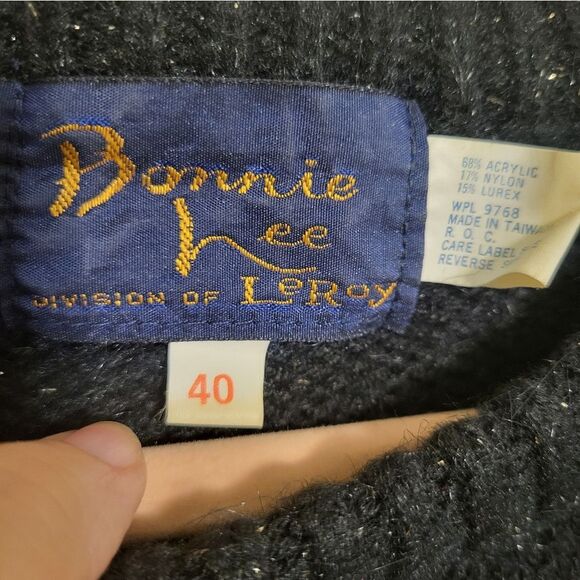 Bonnie
Lee
DIVISION OF LeRoy
40
68% ACRYLIC
17% NYLON
15% LUREX
WPL 9768
MADE IN TAIWAN
R. O. C.
CARE LABEL
REVERSE